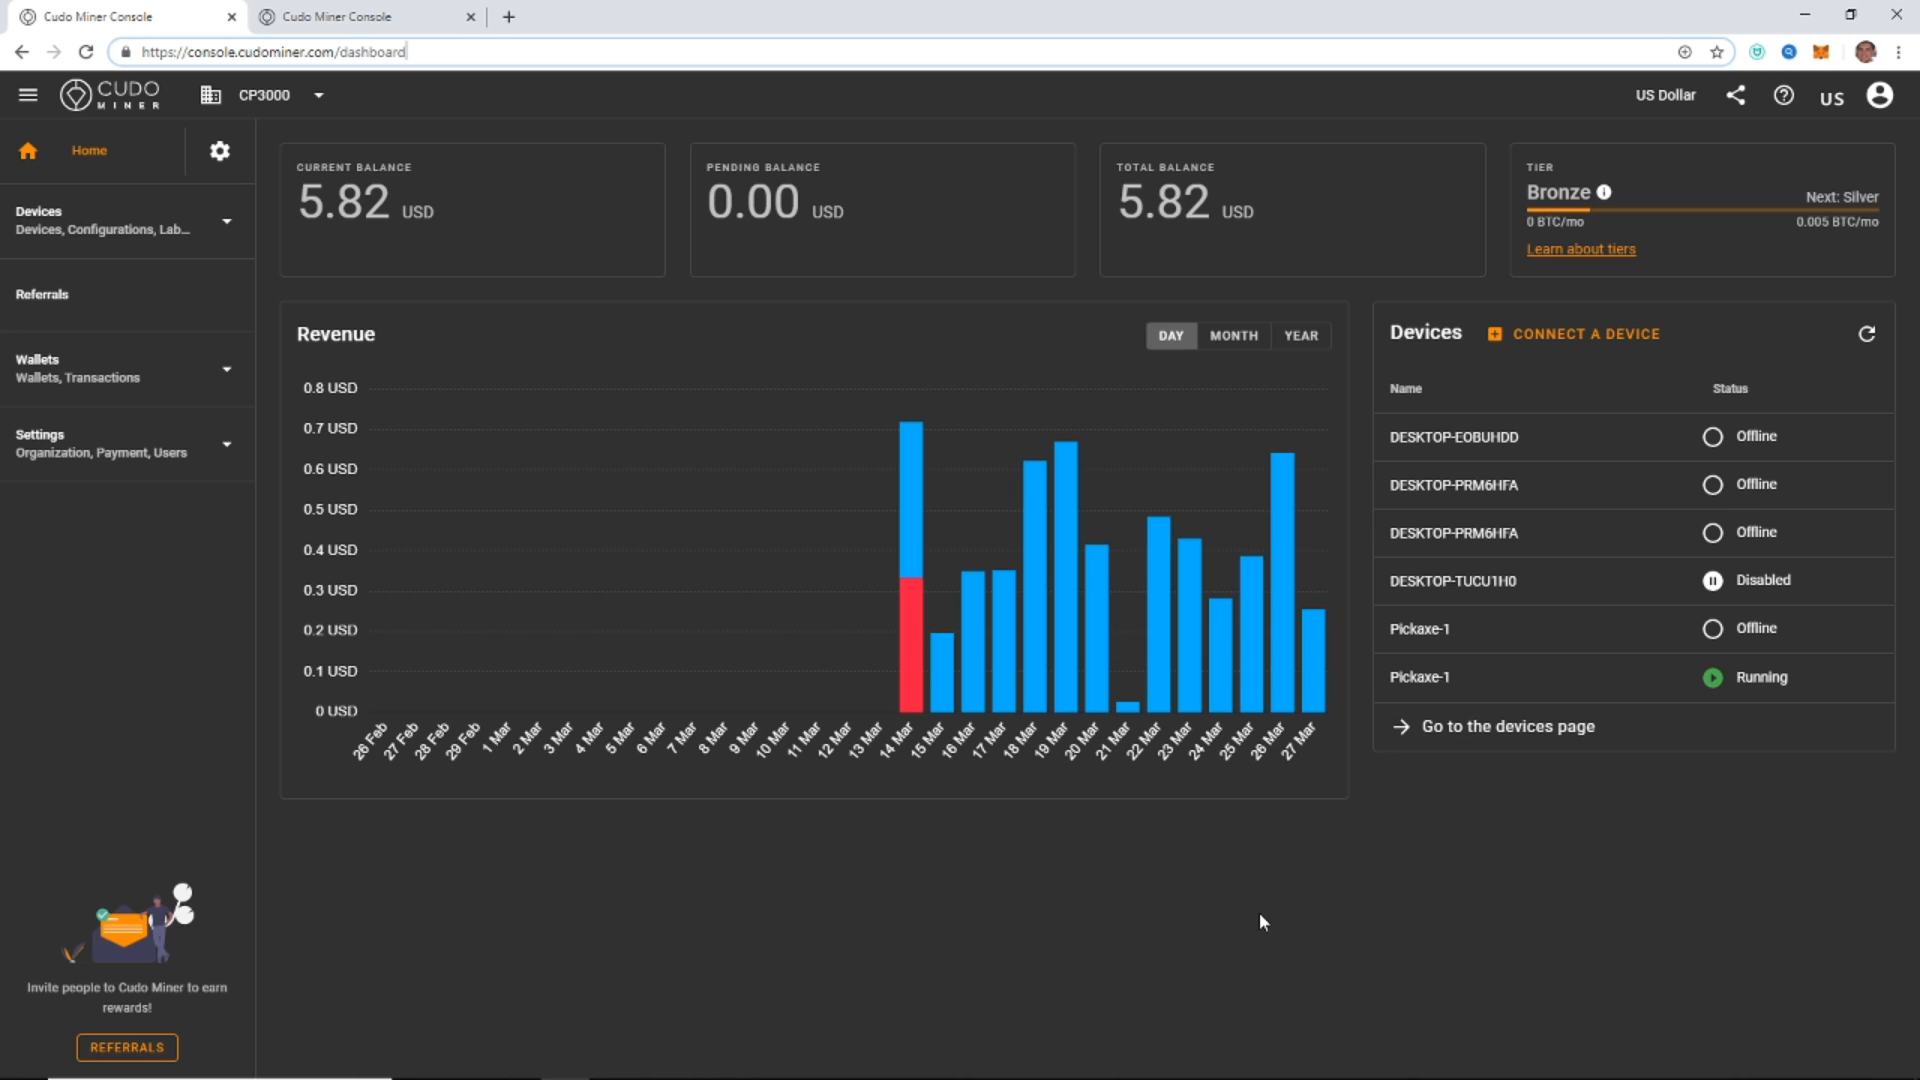 Cudo Miner Console
Cudo Miner Console
https://console.cudominer.com/dashboard
CUDO
MINER
CP3000
US Dollar
US
Home
Devices
Devices, Configurations, Lab...
Referrals
Wallets
Wallets, Transactions
Settings
Organization, Payment, Users
CURRENT BALANCE
5.82 USD
PENDING BALANCE
0.00 USD
TOTAL BALANCE
5.82 USD
TIER
Bronze
Next: Silver
0 BTC/mo
0.005 BTC/mo
Learn about tiers
Revenue
DAY MONTH YEAR
0.8 USD
0.7 USD
0.6 USD
0.5 USD
0.4 USD
0.3 USD
0.2 USD
0.1 USD
0 USD
26 Feb
27 Feb
28 Feb
29 Feb
1 Mar
2 Mar
3 Mar
4 Mar
5 Mar
6 Mar
7 Mar
8 Mar
9 Mar
10 Mar
11 Mar
12 Mar
13 Mar
14 Mar
15 Mar
16 Mar
17 Mar
18 Mar
19 Mar
20 Mar
21 Mar
22 Mar
23 Mar
24 Mar
25 Mar
26 Mar
27 Mar
Devices
CONNECT A DEVICE
Name Status
DESKTOP-EOBUHDD Offline
DESKTOP-PRM6HFA Offline
DESKTOP-PRM6HFA Offline
DESKTOP-TUCU1H0 Disabled
Pickaxe-1 Offline
Pickaxe-1 Running
Go to the devices page
Invite people to Cudo Miner to earn
rewards!
REFERRALS